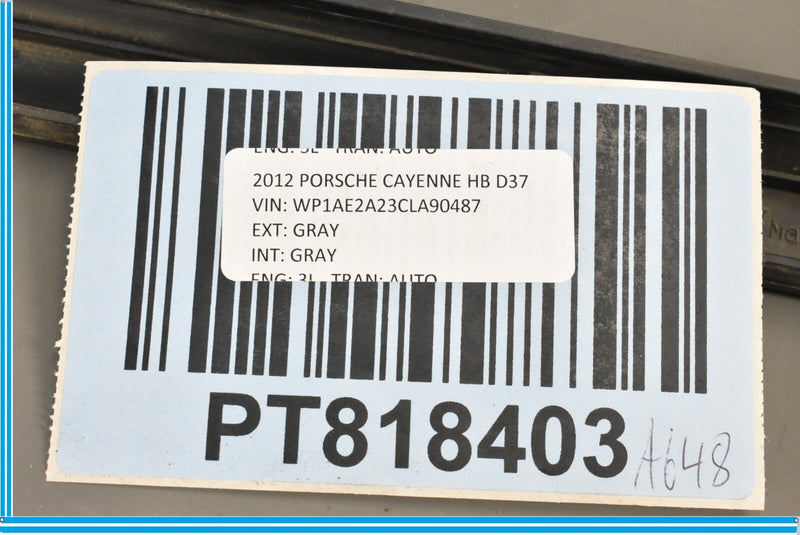 ENG: 3L TRAN: AUTO
2012 PORSCHE CAYENNE HB D37
VIN: WP1AE2A23CLA90487
EXT: GRAY
INT: GRAY
ENG: 3L TRAN: AUTO
PT818403
A648